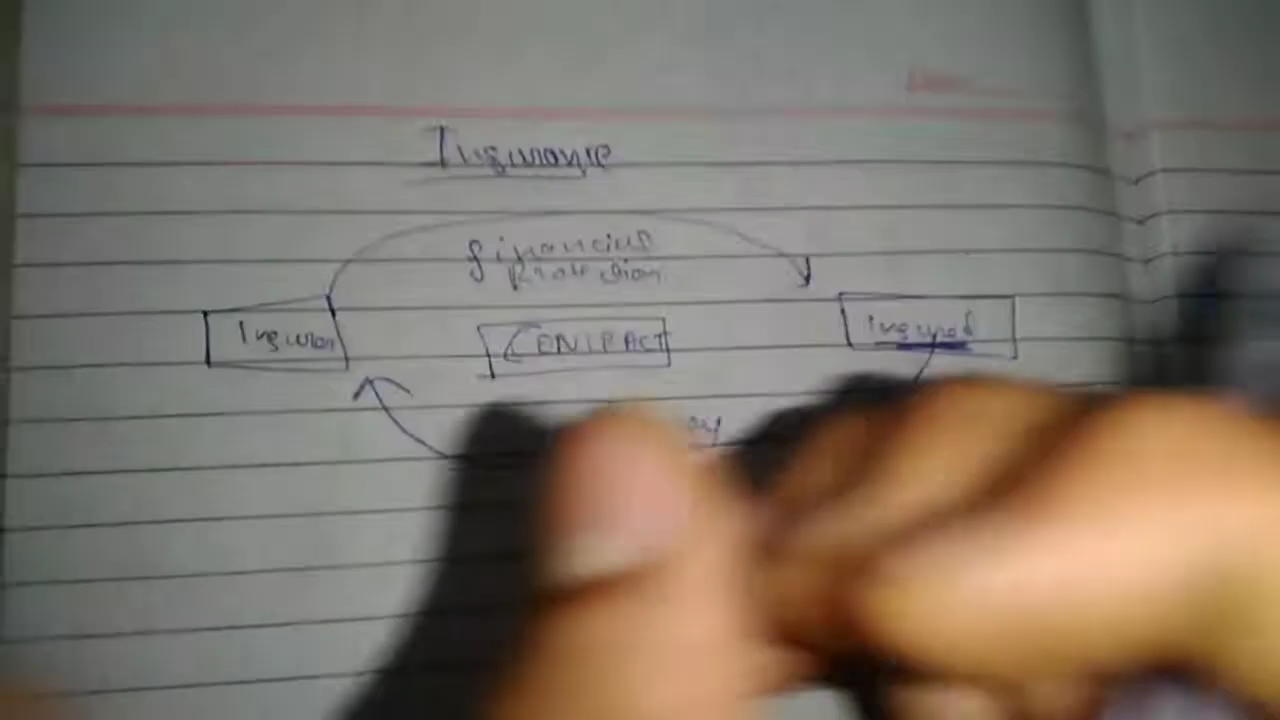 Insurance
financial
protection
Insurer
CONTRACT
insured